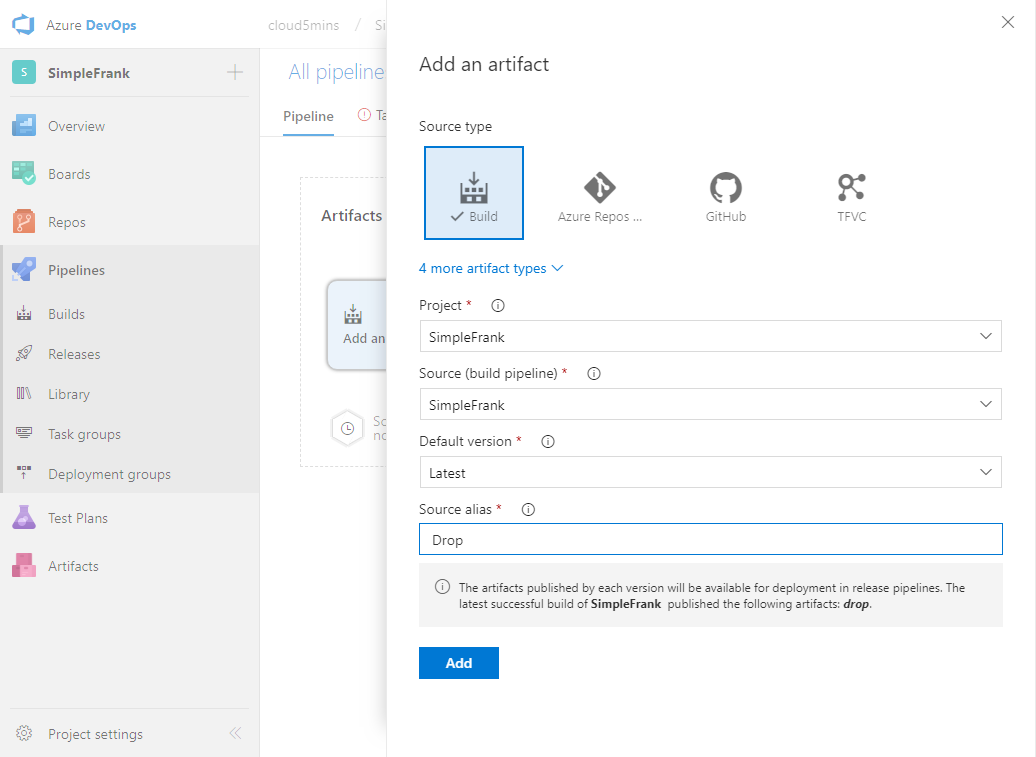 Azure DevOps
cloud5mins / Si
S SimpleFrank
Overview
Boards
Repos
Pipelines
Builds
Releases
Library
Task groups
Deployment groups
Test Plans
Artifacts
Project settings
All pipeline
Pipeline
Ta
Artifacts
Add an
Sc
no
Add an artifact
Source type
Build
Azure Repos ...
GitHub
TFVC
4 more artifact types
Project *
SimpleFrank
Source (build pipeline) *
SimpleFrank
Default version *
Latest
Source alias *
Drop
The artifacts published by each version will be available for deployment in release pipelines. The
latest successful build of SimpleFrank published the following artifacts: drop.
Add